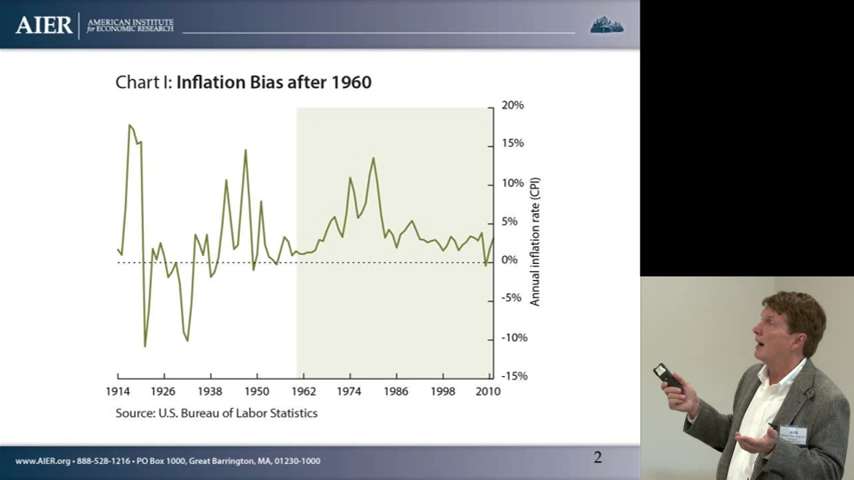 AIER
AMERICAN INSTITUTE
for ECONOMIC RESEARCH
Chart I: Inflation Bias after 1960
20%
15%
10%
5%
0%
-5%
-10%
-15%
Annual inflation rate (CPI)
1914 1926 1938 1950 1962 1974 1986 1998 2010
Source: U.S. Bureau of Labor Statistics
www.AIER.org • 888-528-1216 • PO Box 1000, Great Barrington, MA, 01230-1000
2